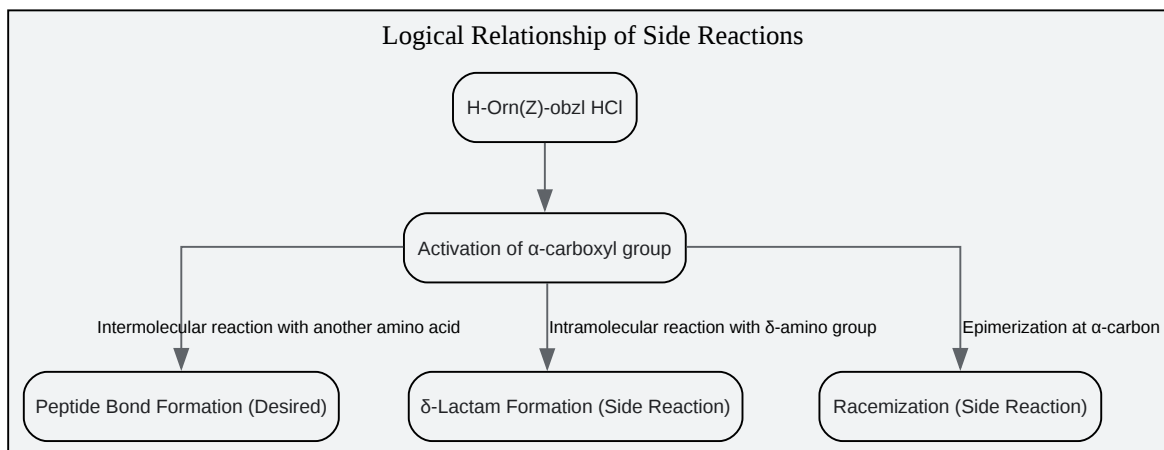 Logical Relationship of Side Reactions
H-Orn(Z)-obzl HCl
Activation of α-carboxyl group
Intermolecular reaction with another amino acid
Intramolecular reaction with δ-amino group
Epimerization at α-carbon
Peptide Bond Formation (Desired)
δ-Lactam Formation (Side Reaction)
Racemization (Side Reaction)